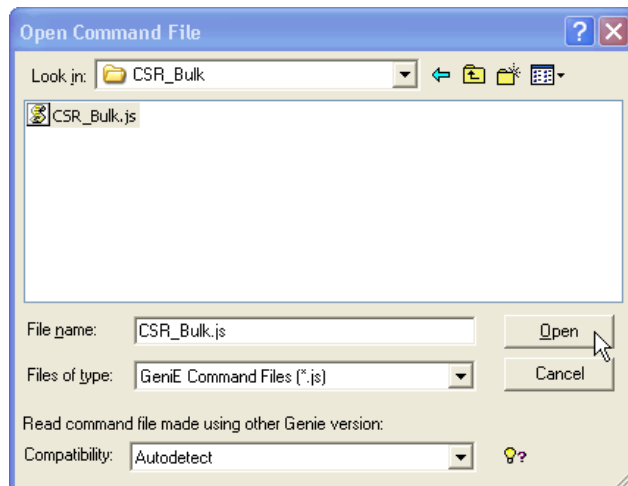 Open Command File
Look in: CSR_Bulk
CSR_Bulk.js
File name: CSR_Bulk.js Open
Files of type: GeniE Command Files (*.js) Cancel
Read command file made using other Genie version:
Compatibility: Autodetect